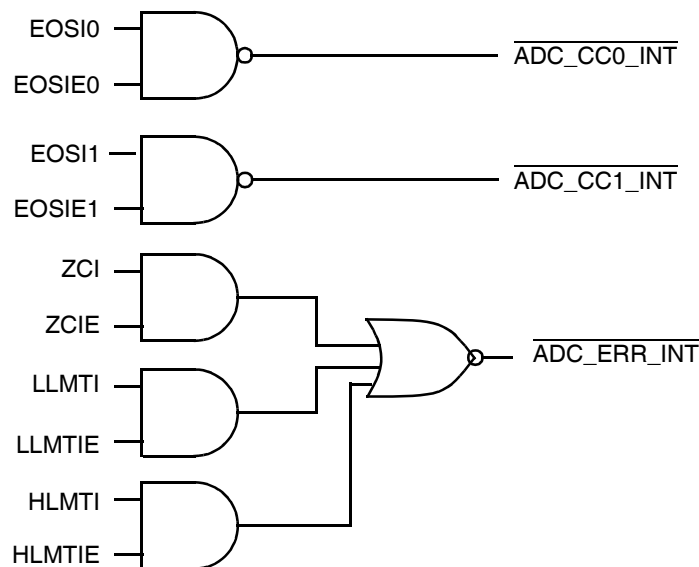 EOSI0
EOSIE0
ADC_CC0_INT
EOSI1
EOSIE1
ADC_CC1_INT
ZCI
ZCIE
LLMTI
LLMTIE
HLMTI
HLMTIE
ADC_ERR_INT